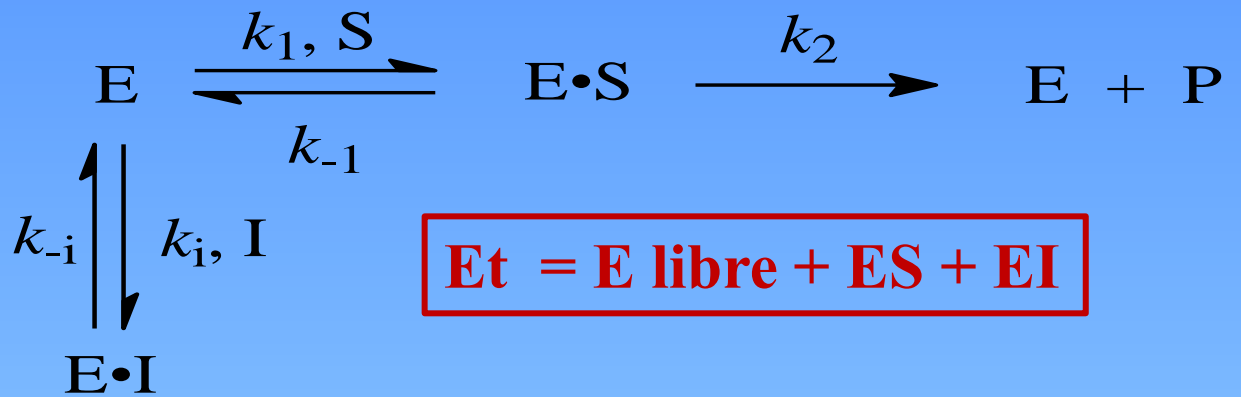 k₁, S
k₂
E
E•S
E + P
k₋₁
k₋ᵢ
kᵢ, I
Et = E libre + ES + EI
E•I